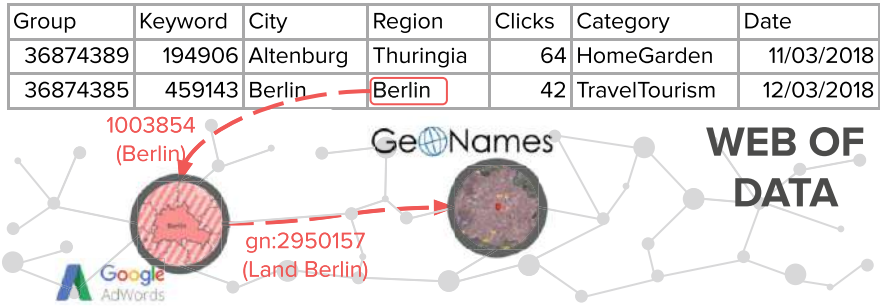 Group Keyword City Region Clicks Category Date
36874389 194906 Altenburg Thuringia 64 HomeGarden 11/03/2018
36874385 459143 Berlin Berlin 42 TravelTourism 12/03/2018
1003854
(Berlin)
GeoNames
WEB OF
DATA
Berlin
gn:2950157
(Land Berlin)
Google
AdWords